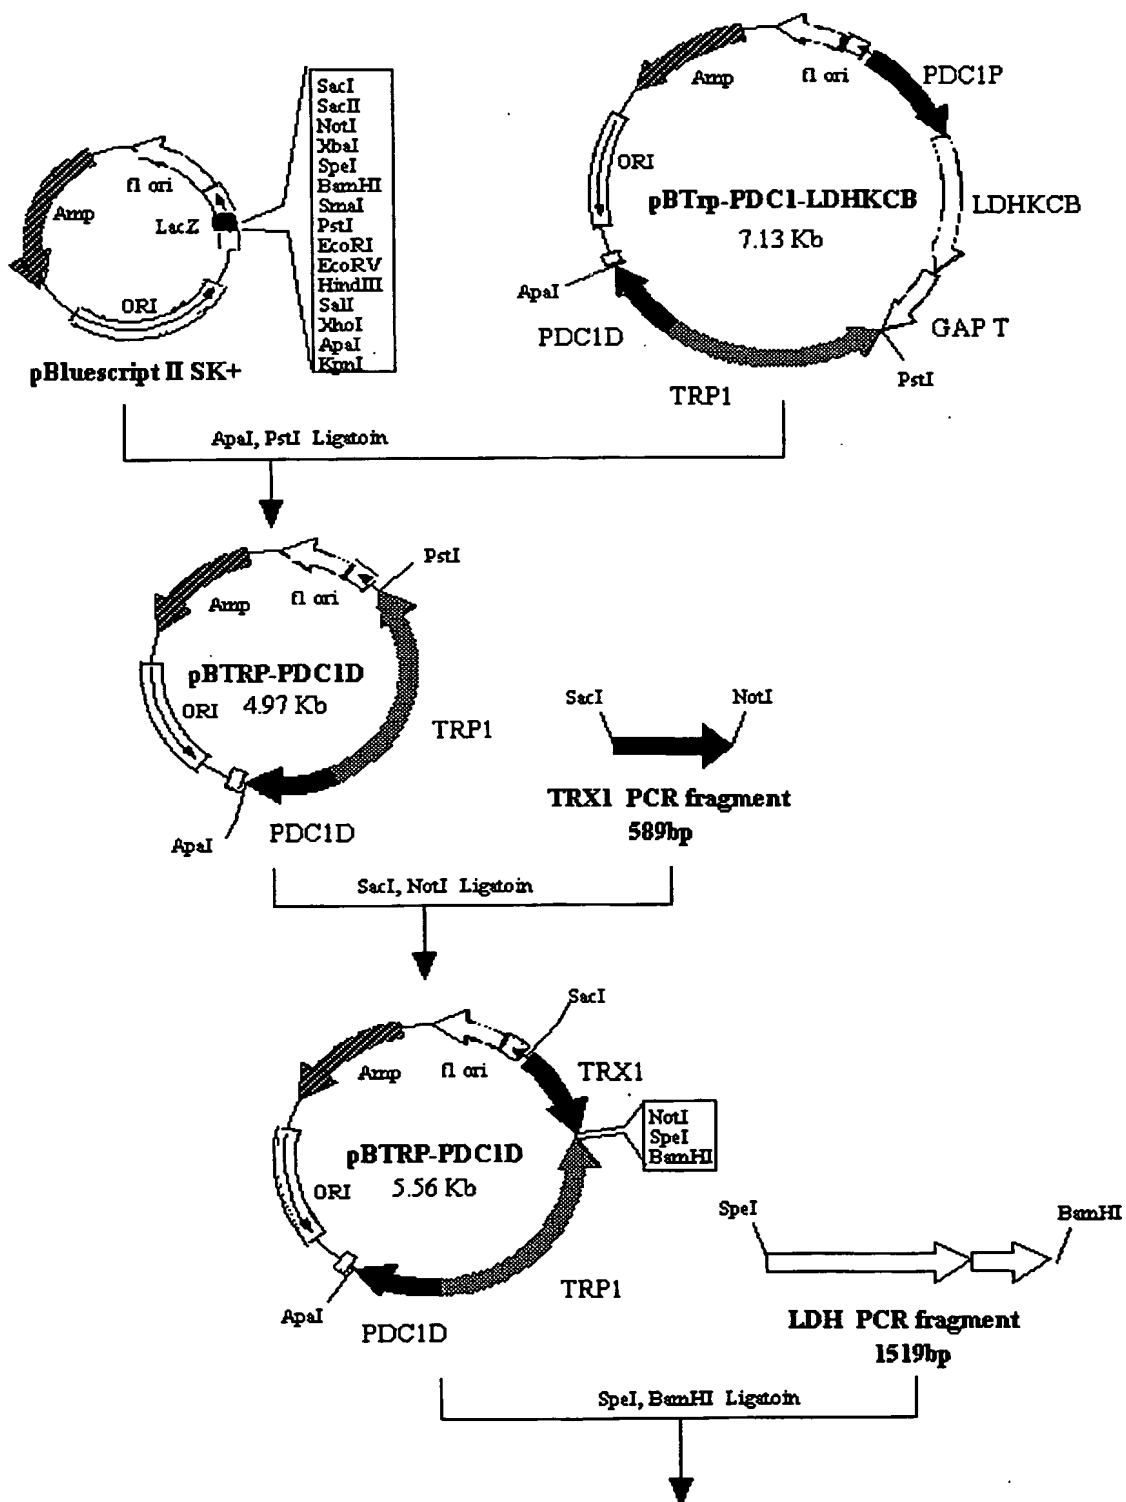 SacI
SacII
NotI
XbaI
SpeI
BamHI
SmaI
PstI
EcoRI
EcoRV
HindIII
SalI
XhoI
ApaI
KpnI
f1 ori
Amp
LacZ
ORI
pBluescript II SK+
Amp
f1 ori
PDC1P
ORI
pBTrp-PDC1-LDHKCB
7.13 Kb
LDHKCB
ApaI
PDC1D
GAP T
PstI
TRP1
ApaI, PstI Ligatoin
PstI
f1 ori
Amp
pBTRP-PDC1D
4.97 Kb
ORI
TRP1
ApaI
PDC1D
SacI
NotI
TRX1 PCR fragment
589bp
SacI, NotI Ligatoin
SacI
Amp
f1 ori
TRX1
NotI
SpeI
BamHI
pBTRP-PDC1D
5.56 Kb
ORI
TRP1
ApaI
PDC1D
SpeI
BamHI
LDH PCR fragment
1519bp
SpeI, BamHI Ligatoin